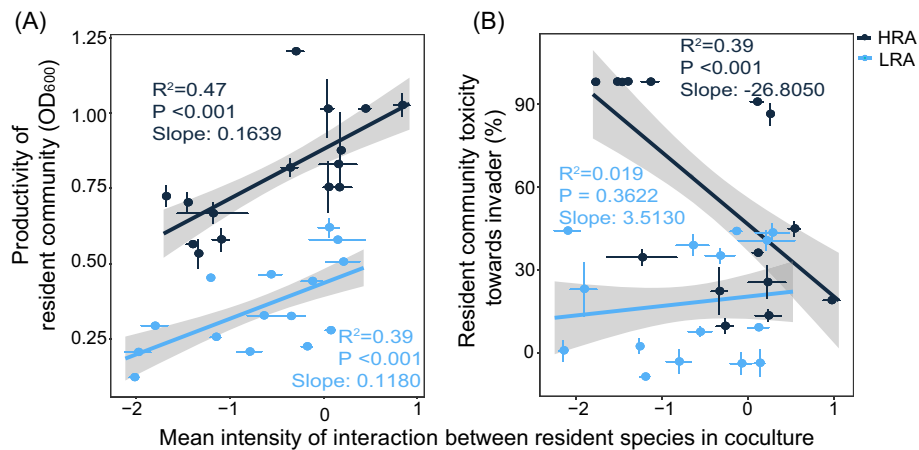 (A)
Productivity of
resident community (OD₆₀₀)
1.25
1.00
0.75
0.50
0.25
R²=0.47
P <0.001
Slope: 0.1639
R²=0.39
P <0.001
Slope: 0.1180
−2
−1
0
1
(B)
Resident community toxicity
towards invader (%)
90
60
30
0
R²=0.39
P <0.001
Slope: -26.8050
R²=0.019
P = 0.3622
Slope: 3.5130
−2
−1
0
1
HRA
LRA
Mean intensity of interaction between resident species in coculture